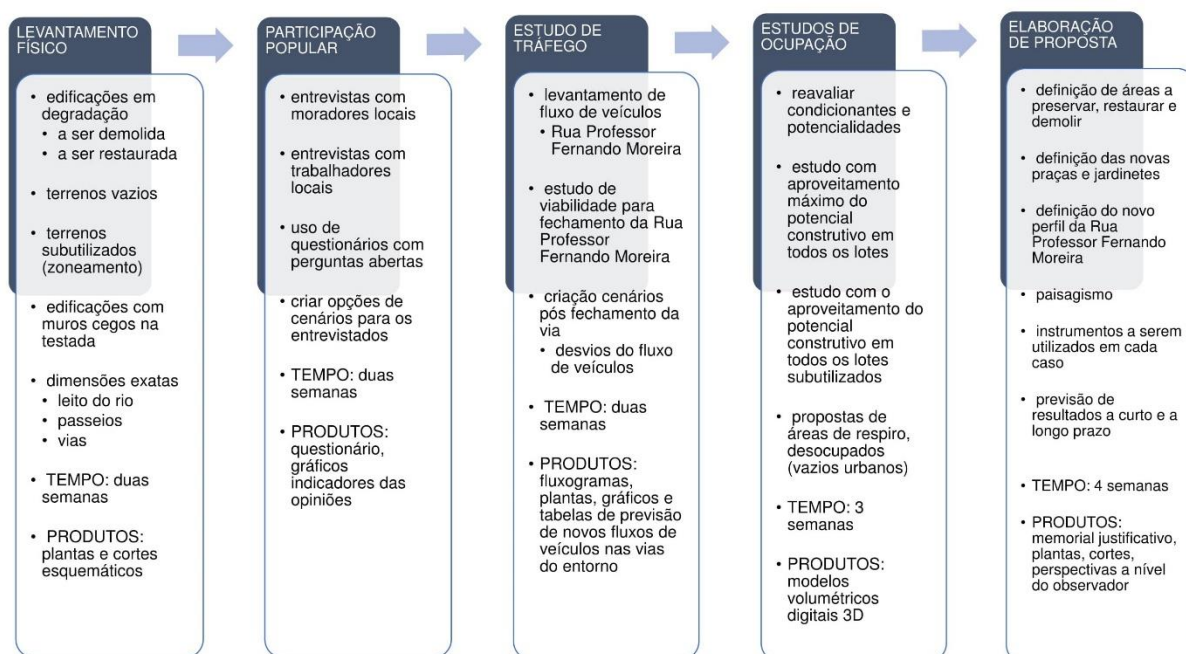 LEVANTAMENTO
FÍSICO
• edificações em
degradação
• a ser demolida
• a ser restaurada
• terrenos vazios
• terrenos
subutilizados
(zoneamento)
• edificações com
muros cegos na
testada
• dimensões exatas
• leito do rio
• passeios
• vias
• TEMPO: duas
semanas
• PRODUTOS:
plantas e cortes
esquemáticos
PARTICIPAÇÃO
POPULAR
• entrevistas com
moradores locais
• entrevistas com
trabalhadores
locais
• uso de
questionários com
perguntas abertas
• criar opções de
cenários para os
entrevistados
• TEMPO: duas
semanas
• PRODUTOS:
questionário,
gráficos
indicadores das
opiniões
ESTUDO DE
TRÁFEGO
• levantamento de
fluxo de veículos
• Rua Professor
Fernando Moreira
• estudo de
viabilidade para
fechamento da Rua
Professor
Fernando Moreira
• criação cenários
pós fechamento da
via
• desvios do fluxo
de veículos
• TEMPO: duas
semanas
• PRODUTOS:
fluxogramas,
plantas, gráficos e
tabelas de previsão
de novos fluxos de
veículos nas vias
do entorno
ESTUDOS DE
OCUPAÇÃO
• reavaliar
condicionantes e
potencialidades
• estudo com
aproveitamento
máximo do
potencial
construtivo em
todos os lotes
• estudo com o
aproveitamento do
potencial
construtivo em
todos os lotes
subutilizados
• propostas de
áreas de respiro,
desocupados
(vazios urbanos)
• TEMPO: 3
semanas
• PRODUTOS:
modelos
volumétricos
digitais 3D
ELABORAÇÃO
DE PROPOSTA
• definição de áreas a
preservar, restaurar e
demolir
• definição das novas
praças e jardinetes
• definição do novo
perfil da Rua
Professor Fernando
Moreira
• paisagismo
• instrumentos a serem
utilizados em cada
caso
• previsão de
resultados a curto e a
longo prazo
• TEMPO: 4 semanas
• PRODUTOS:
memorial justificativo,
plantas, cortes,
perspectivas a nível
do observador